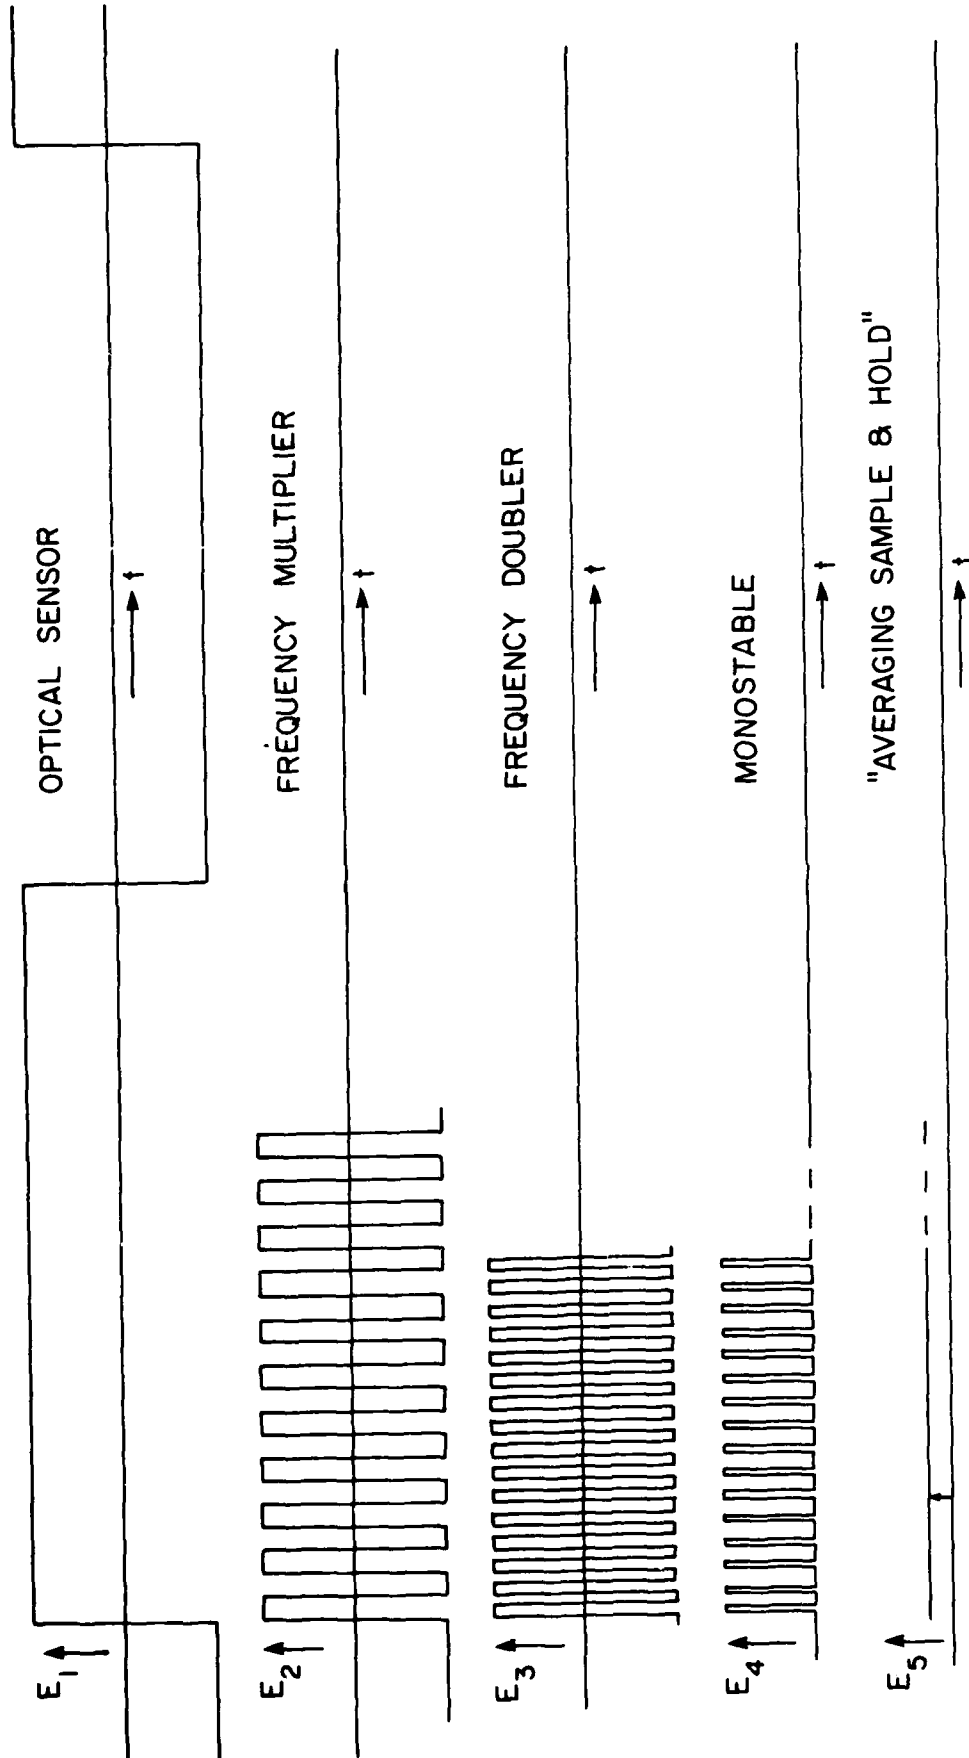 E1
OPTICAL SENSOR
t
E2
FREQUENCY MULTIPLIER
t
E3
FREQUENCY DOUBLER
t
E4
MONOSTABLE
t
E5
"AVERAGING SAMPLE & HOLD"
t